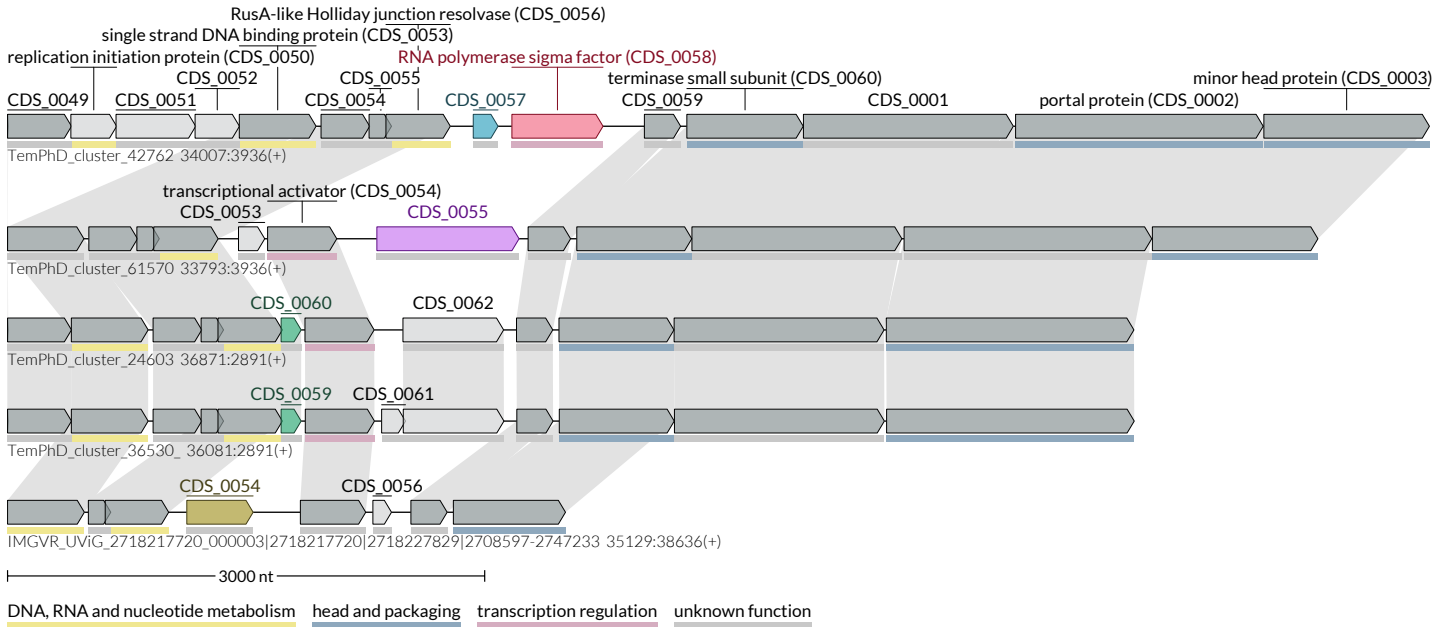 RusA-like Holliday junction resolvase (CDS_0056)
single strand DNA binding protein (CDS_0053)
replication initiation protein (CDS_0050)
RNA polymerase sigma factor (CDS_0058)
CDS_0052
CDS_0055
terminase small subunit (CDS_0060)
minor head protein (CDS_0003)
CDS_0049
CDS_0051
CDS_0054
CDS_0057
CDS_0059
CDS_0001
portal protein (CDS_0002)
TemPhD_cluster_42762 34007:3936(+)
transcriptional activator (CDS_0054)
CDS_0053
CDS_0055
TemPhD_cluster_61570 33793:3936(+)
CDS_0060
CDS_0062
TemPhD_cluster_24603 36871:2891(+)
CDS_0059
CDS_0061
TemPhD_cluster_36530_ 36081:2891(+)
CDS_0054
CDS_0056
IMGVR_UViG_2718217720_000003|2718217720|2718227829|2708597-2747233 35129:38636(+)
3000 nt
DNA, RNA and nucleotide metabolism
head and packaging
transcription regulation
unknown function